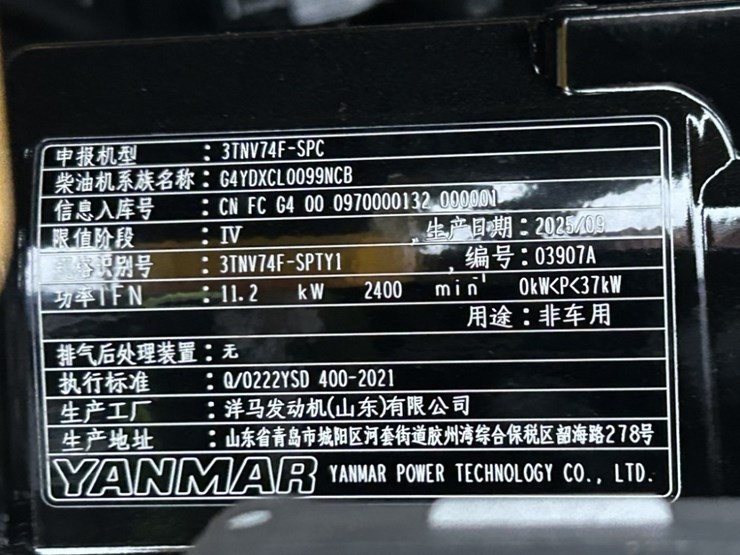 申报机型 : 3TNV74F-SPC
柴油机系族名称 : G4YDXCL0099NCB
信息入库号 : CN FC G4 00 0970000132 000001
限值阶段 : IV 生产日期 : 2025/09
识别号 : 3TNV74F-SPTY1 编号 : 03907A
功率IFN : 11.2 kW 2400 min⁻¹ 0kW<P<37kW
用途 : 非车用
排气后处理装置 : 无
执行标准 : Q/0222YSD 400-2021
生产工厂 : 洋马发动机(山东)有限公司
生产地址 : 山东省青岛市城阳区河套街道胶州湾综合保税区韶海路278号
YANMAR YANMAR POWER TECHNOLOGY CO., LTD.